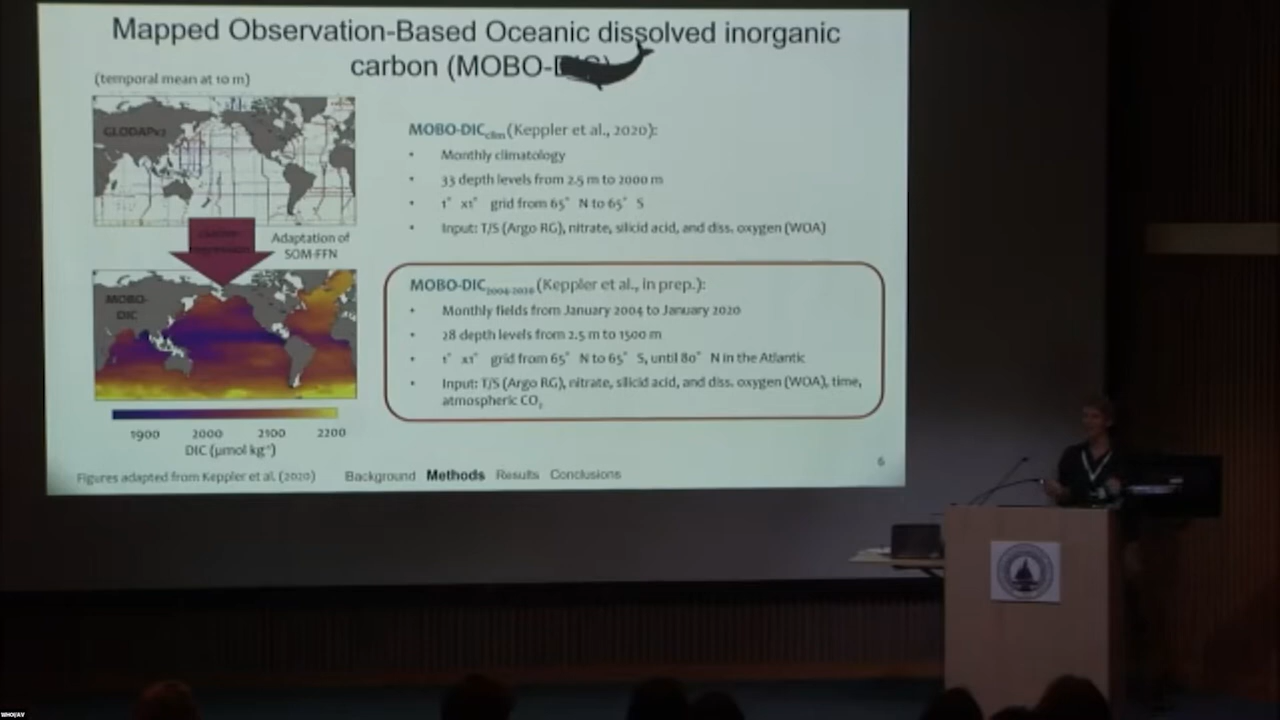 Mapped Observation-Based Oceanic dissolved inorganic
carbon (MOBO-DIC)
(temporal mean at 10 m)
GLODAPv2
Adaptation of
SOM-FFN
MOBO-
DIC
1900 2000 2100 2200
DIC (µmol kg⁻¹)
Figures adapted from Keppler et al. (2020)
MOBO-DIC clim (Keppler et al., 2020):
• Monthly climatology
• 33 depth levels from 2.5 m to 2000 m
• 1° x1° grid from 65° N to 65° S
• Input: T/S (Argo RG), nitrate, silicid acid, and diss. oxygen (WOA)
MOBO-DIC 2004-2020 (Keppler et al., in prep.):
• Monthly fields from January 2004 to January 2020
• 28 depth levels from 2.5 m to 1500 m
• 1° x1° grid from 65° N to 65° S, until 80° N in the Atlantic
• Input: T/S (Argo RG), nitrate, silicid acid, and diss. oxygen (WOA), time,
atmospheric CO₂
6
Background Methods Results Conclusions
WHOI/AV